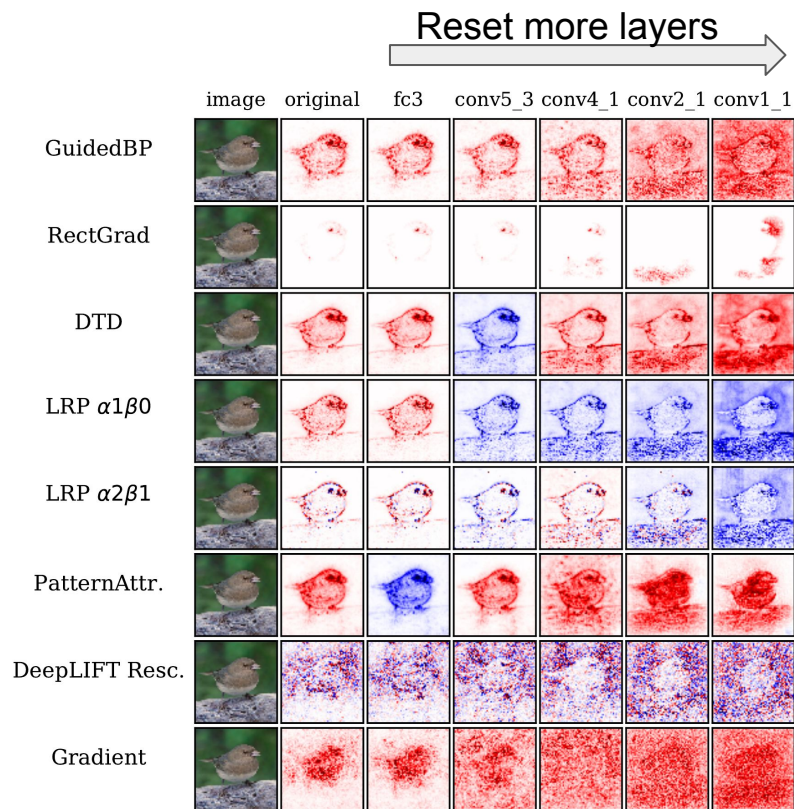 Reset more layers
image original fc3 conv5_3 conv4_1 conv2_1 conv1_1
GuidedBP
RectGrad
DTD
LRP α1β0
LRP α2β1
PatternAttr.
DeepLIFT Resc.
Gradient